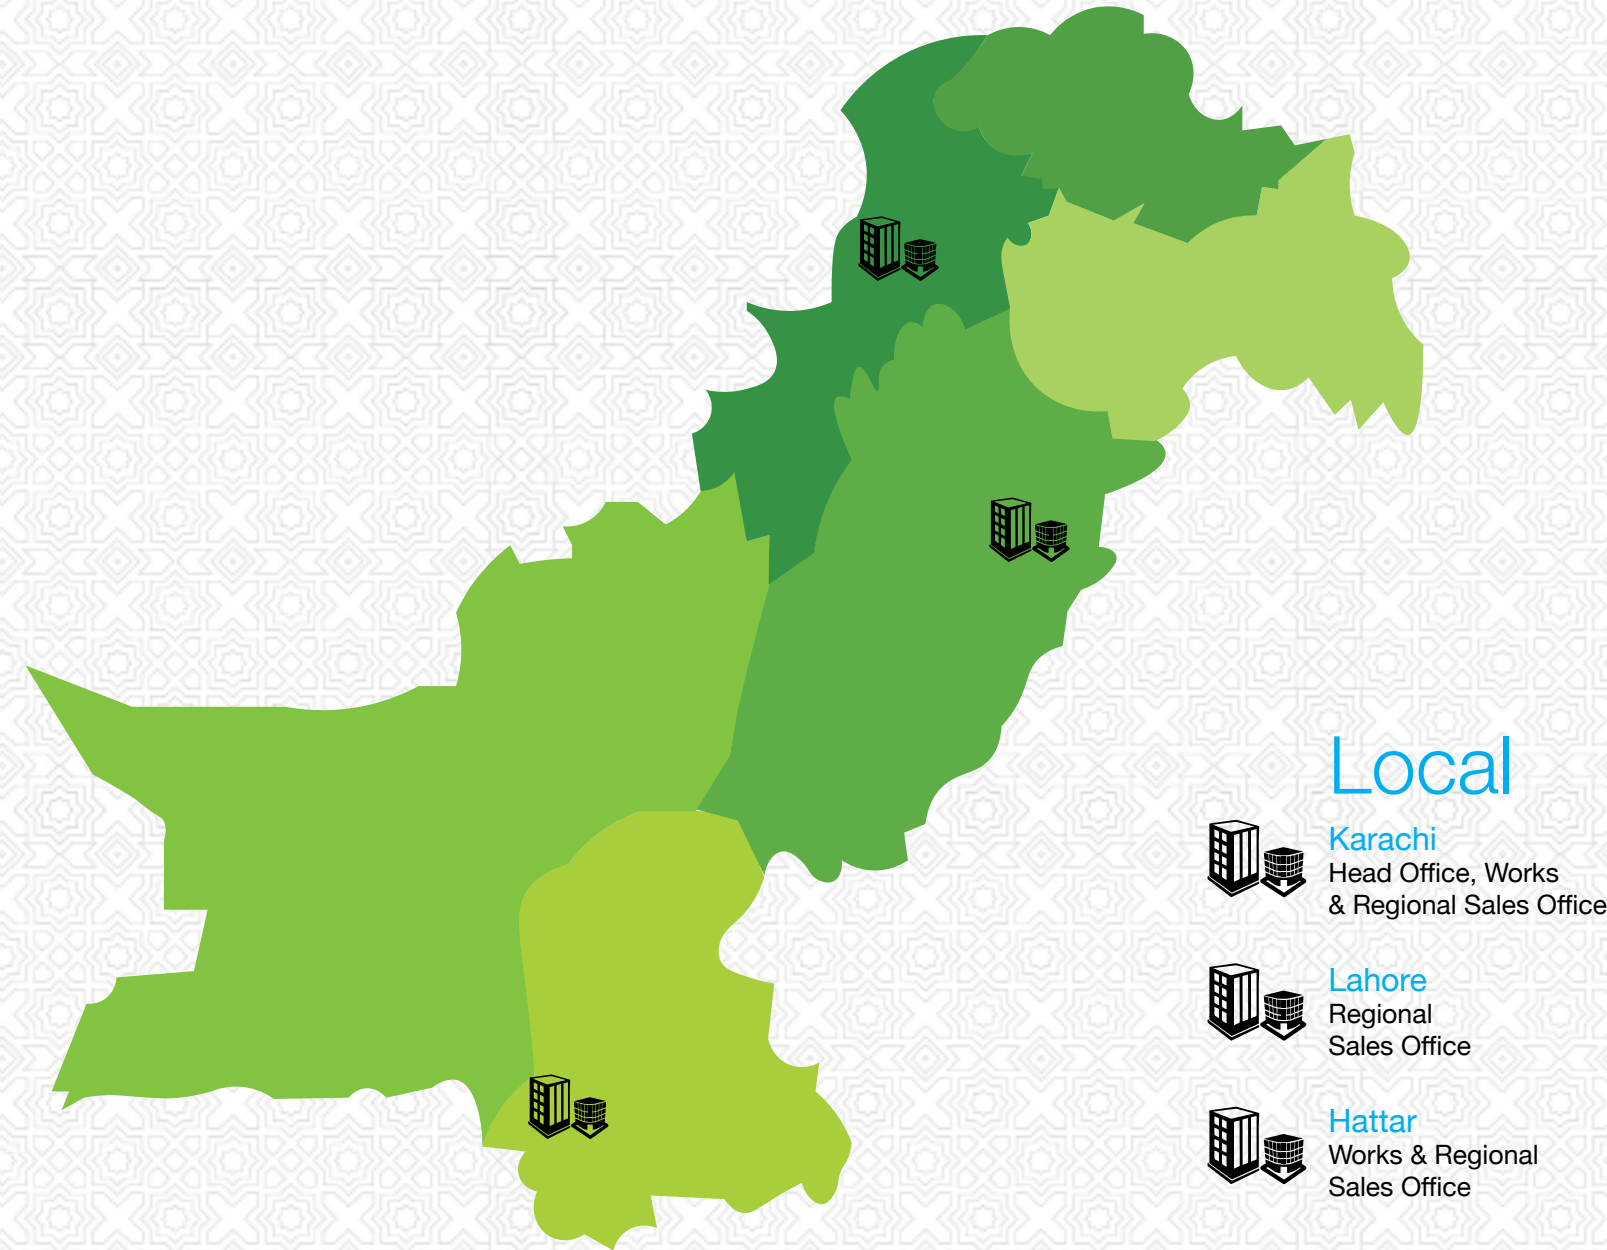 Local
Karachi
Head Office, Works
& Regional Sales Office
Lahore
Regional
Sales Office
Hattar
Works & Regional
Sales Office